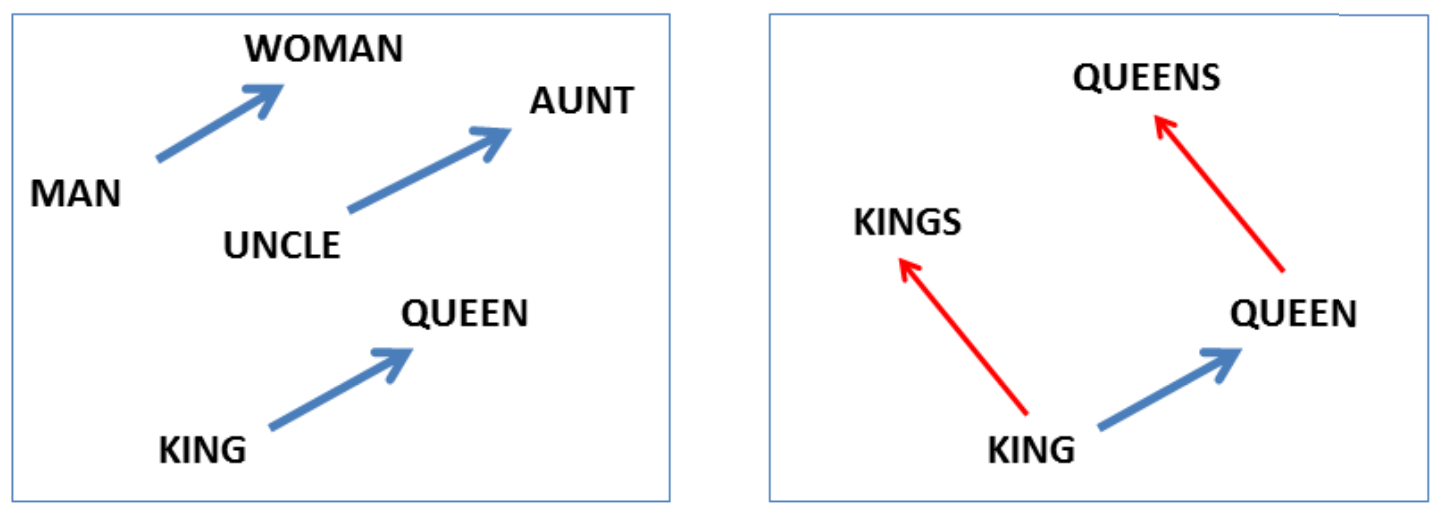 WOMAN
AUNT
MAN
UNCLE
QUEEN
KING
QUEENS
KINGS
QUEEN
KING